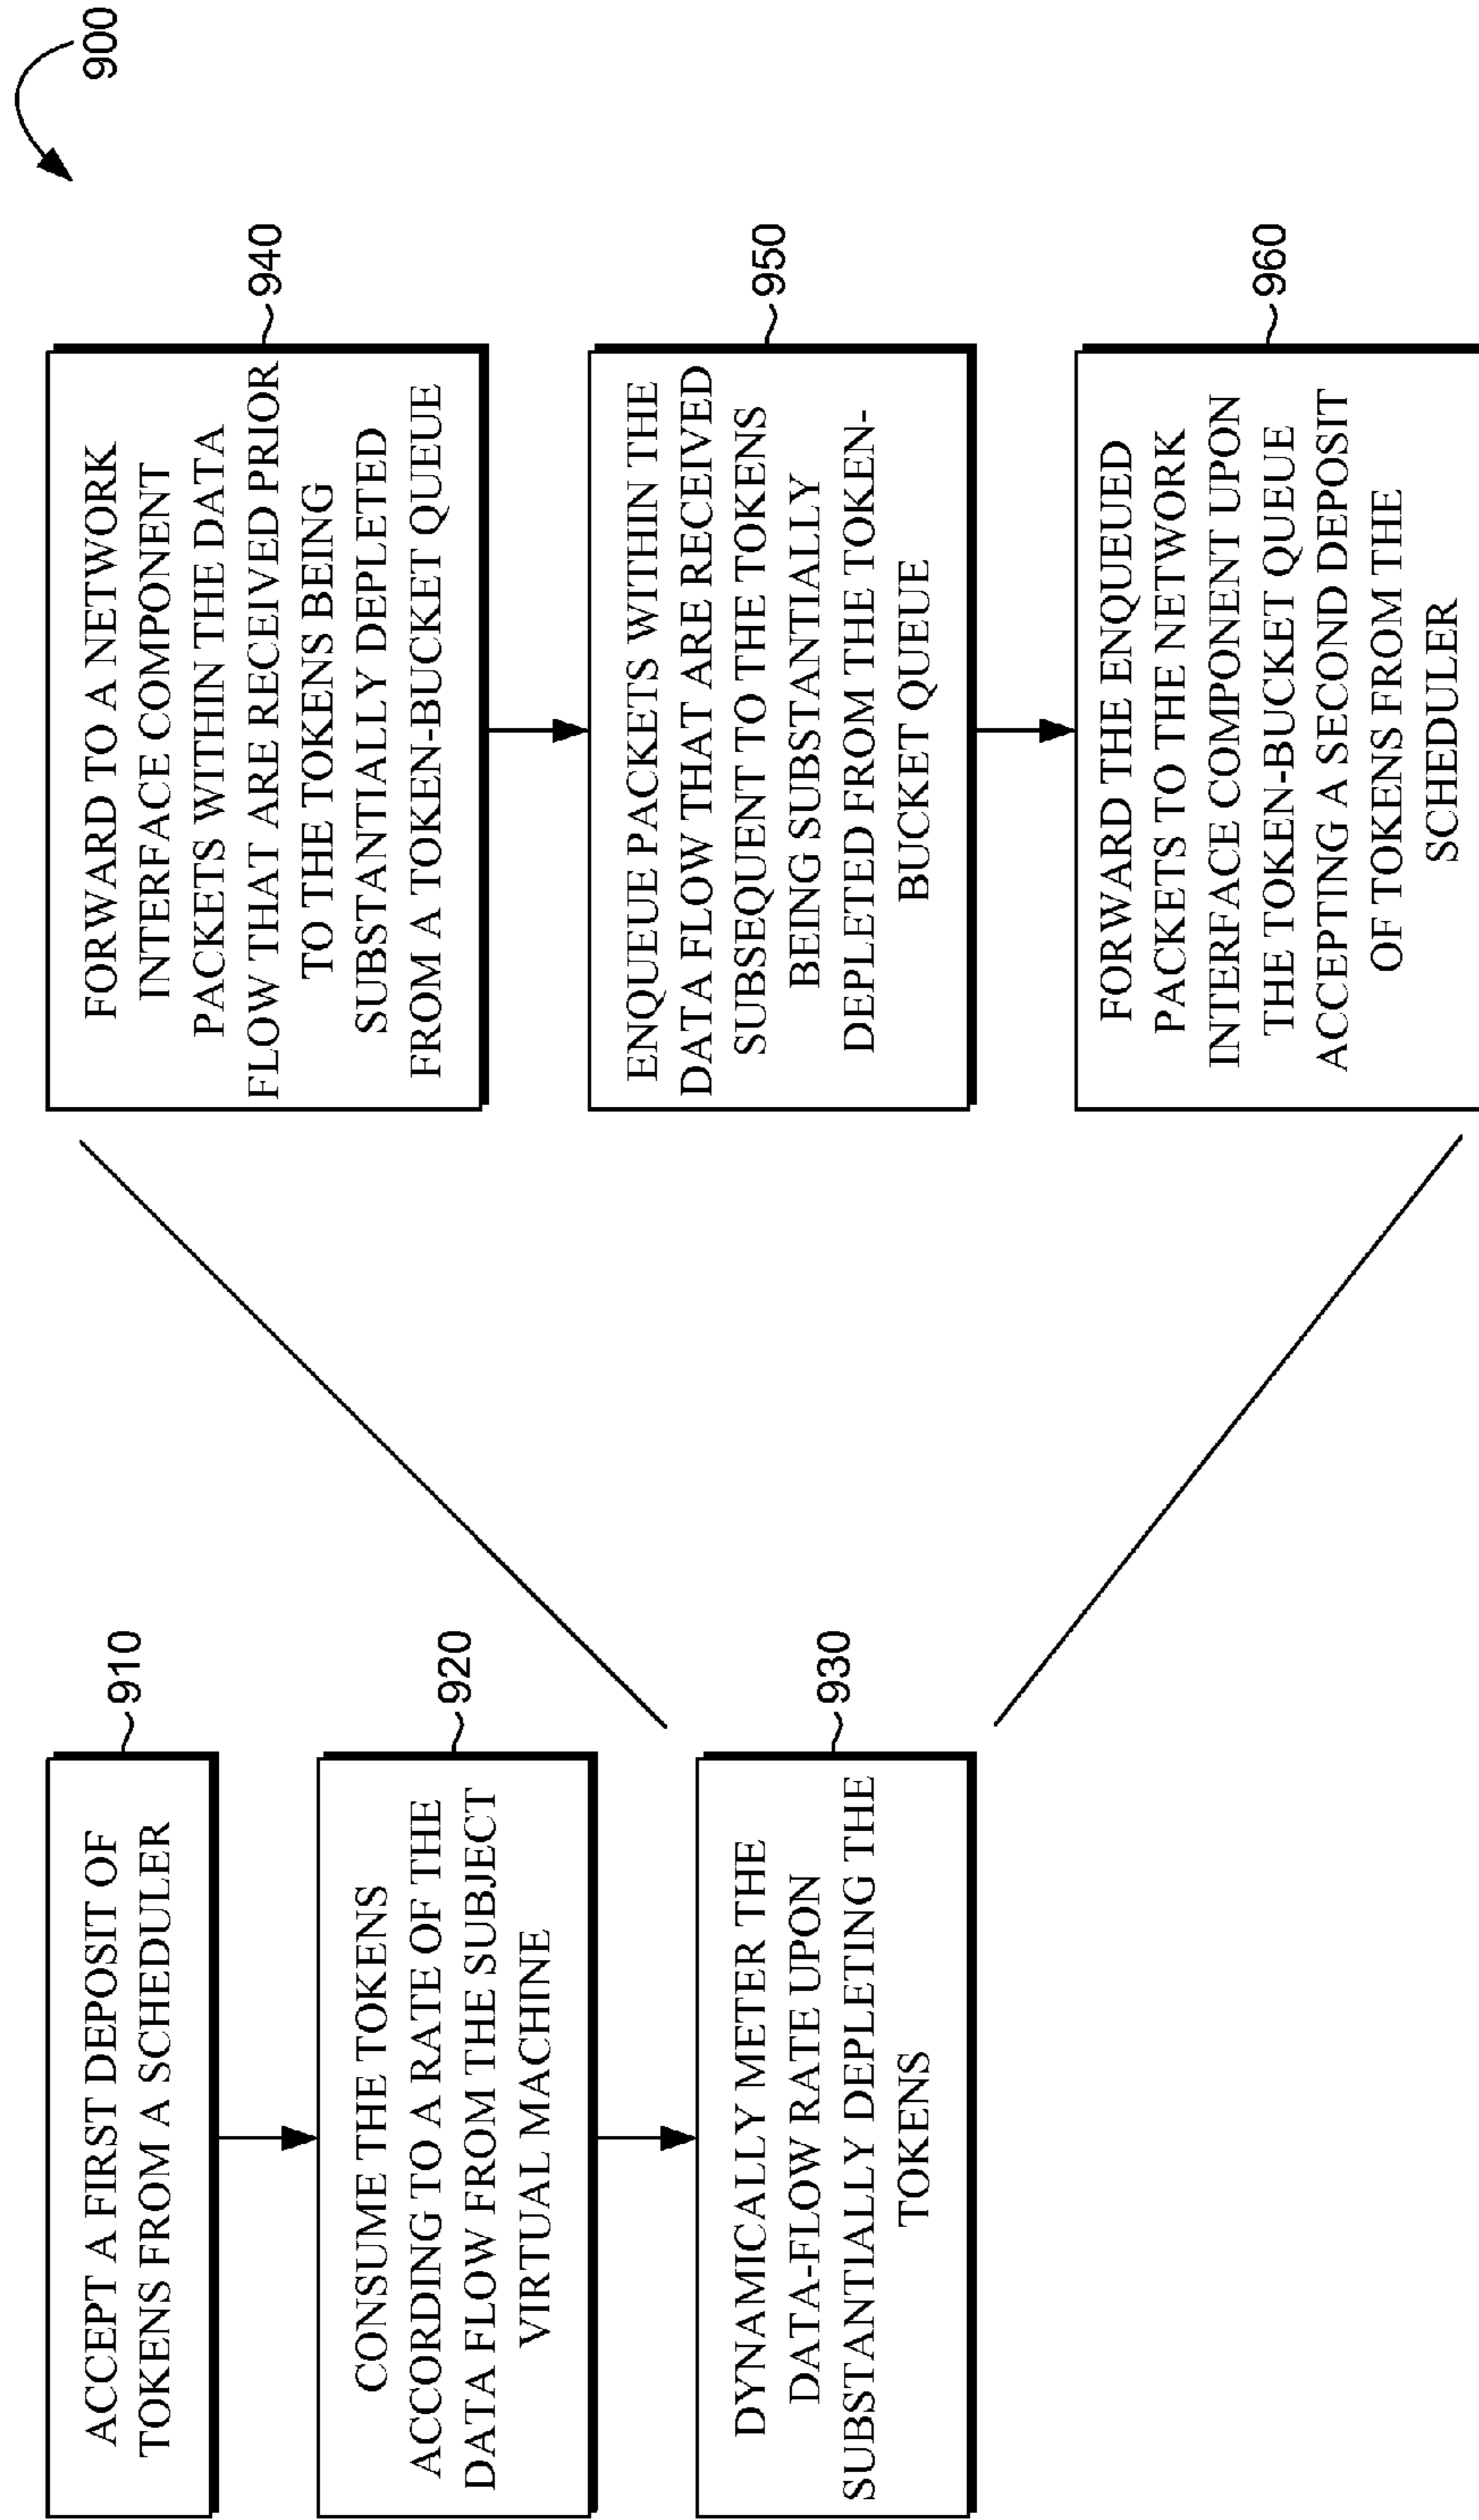 900
ACCEPT A FIRST DEPOSIT OF
TOKENS FROM A SCHEDULER
910
CONSUME THE TOKENS
ACCORDING TO A RATE OF THE
DATA FLOW FROM THE SUBJECT
VIRTUAL MACHINE
920
DYNAMICALLY METER THE
DATA-FLOW RATE UPON
SUBSTANTIALLY DEPLETING THE
TOKENS
930
FORWARD TO A NETWORK
INTERFACE COMPONENT
PACKETS WITHIN THE DATA
FLOW THAT ARE RECEIVED PRIOR
TO THE TOKENS BEING
SUBSTANTIALLY DEPLETED
FROM A TOKEN-BUCKET QUEUE
940
ENQUEUE PACKETS WITHIN THE
DATA FLOW THAT ARE RECEIVED
SUBSEQUENT TO THE TOKENS
BEING SUBSTANTIALLY
DEPLETED FROM THE TOKEN-
BUCKET QUEUE
950
FORWARD THE ENQUEUED
PACKETS TO THE NETWORK
INTERFACE COMPONENT UPON
THE TOKEN-BUCKET QUEUE
ACCEPTING A SECOND DEPOSIT
OF TOKENS FROM THE
SCHEDULER
960